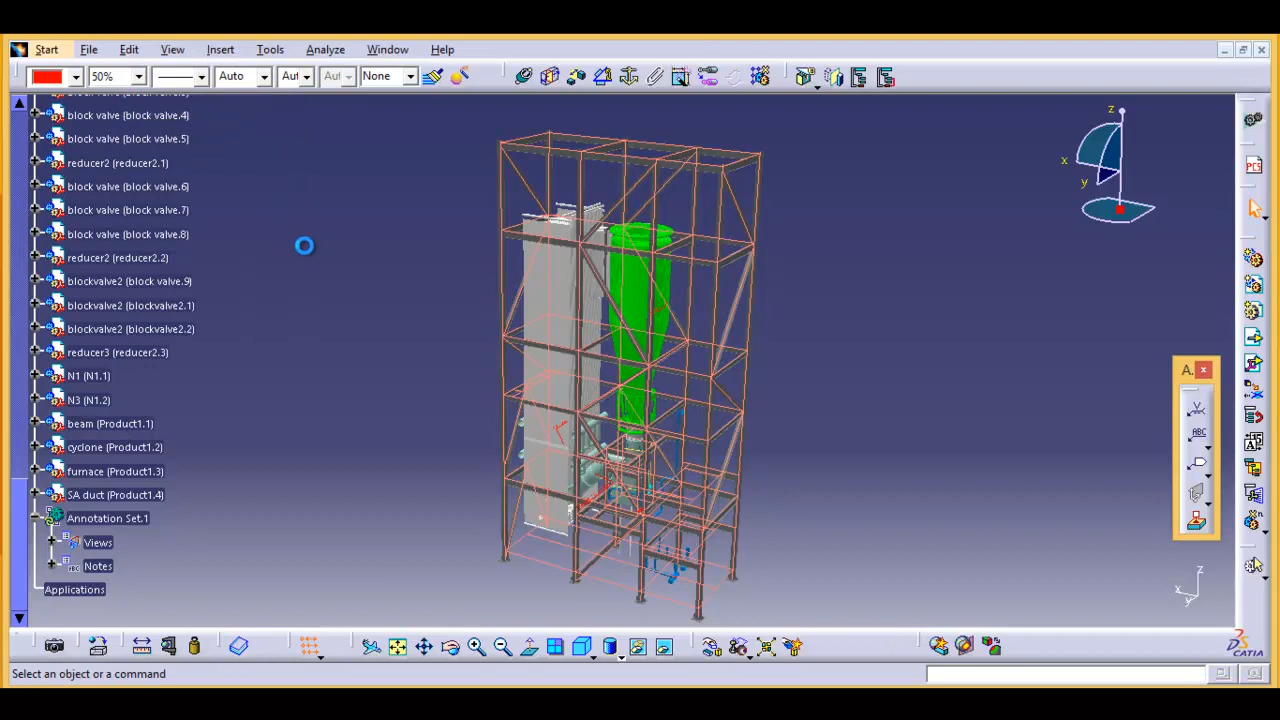 Start File Edit View Insert Tools Analyze Window Help
50% Auto Aut Aut None
block valve (block valve.4)
block valve (block valve.5)
reducer2 (reducer2.1)
block valve (block valve.6)
block valve (block valve.7)
block valve (block valve.8)
reducer2 (reducer2.2)
blockvalve2 (block valve.9)
blockvalve2 (blockvalve2.1)
blockvalve2 (blockvalve2.2)
reducer3 (reducer2.3)
N1 (N1.1)
N3 (N1.2)
beam (Product1.1)
cyclone (Product1.2)
furnace (Product1.3)
SA duct (Product1.4)
Annotation Set.1
Views
Notes
Applications
z
x
y
PCS
A.
ABC
z
x
y
CATIA
Select an object or a command